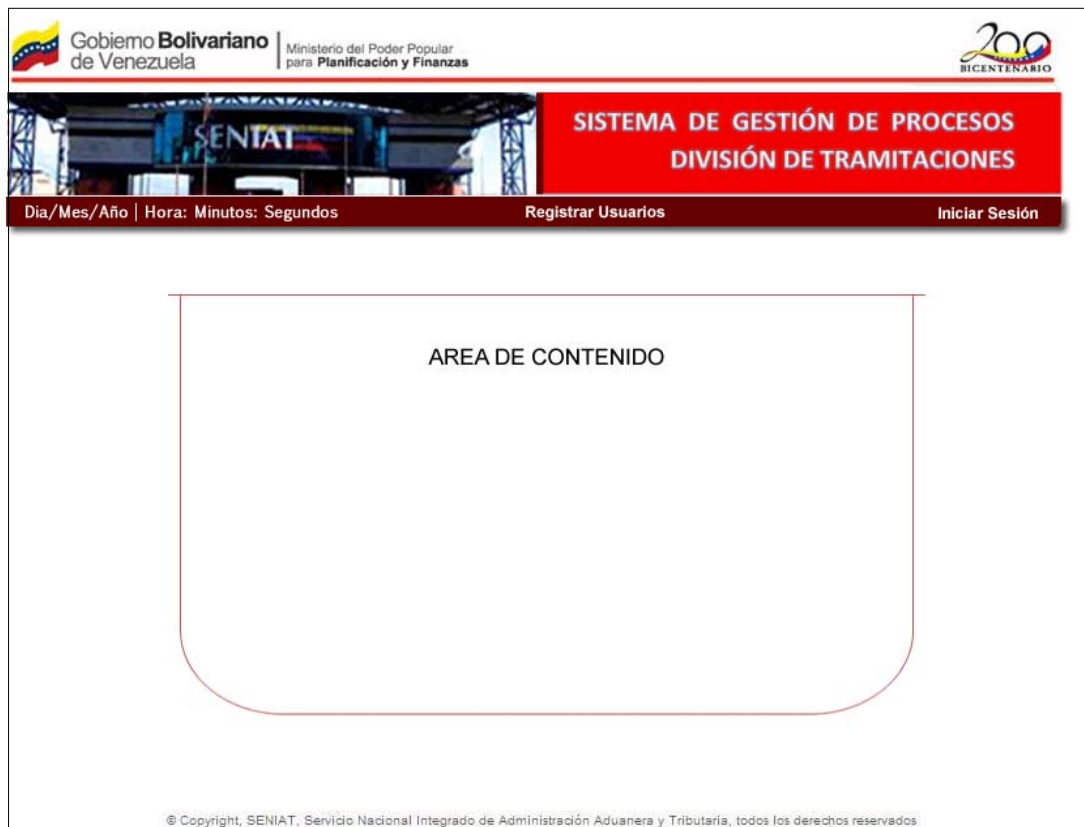 Gobierno Bolivariano
de Venezuela
Ministerio del Poder Popular
para Planificación y Finanzas
200
BICENTENARIO
SENIAT
SISTEMA DE GESTIÓN DE PROCESOS
DIVISIÓN DE TRAMITACIONES
Dia/Mes/Año | Hora: Minutos: Segundos
Registrar Usuarios
Iniciar Sesión
AREA DE CONTENIDO
© Copyright, SENIAT, Servicio Nacional Integrado de Administración Aduanera y Tributaria, todos los derechos reservados